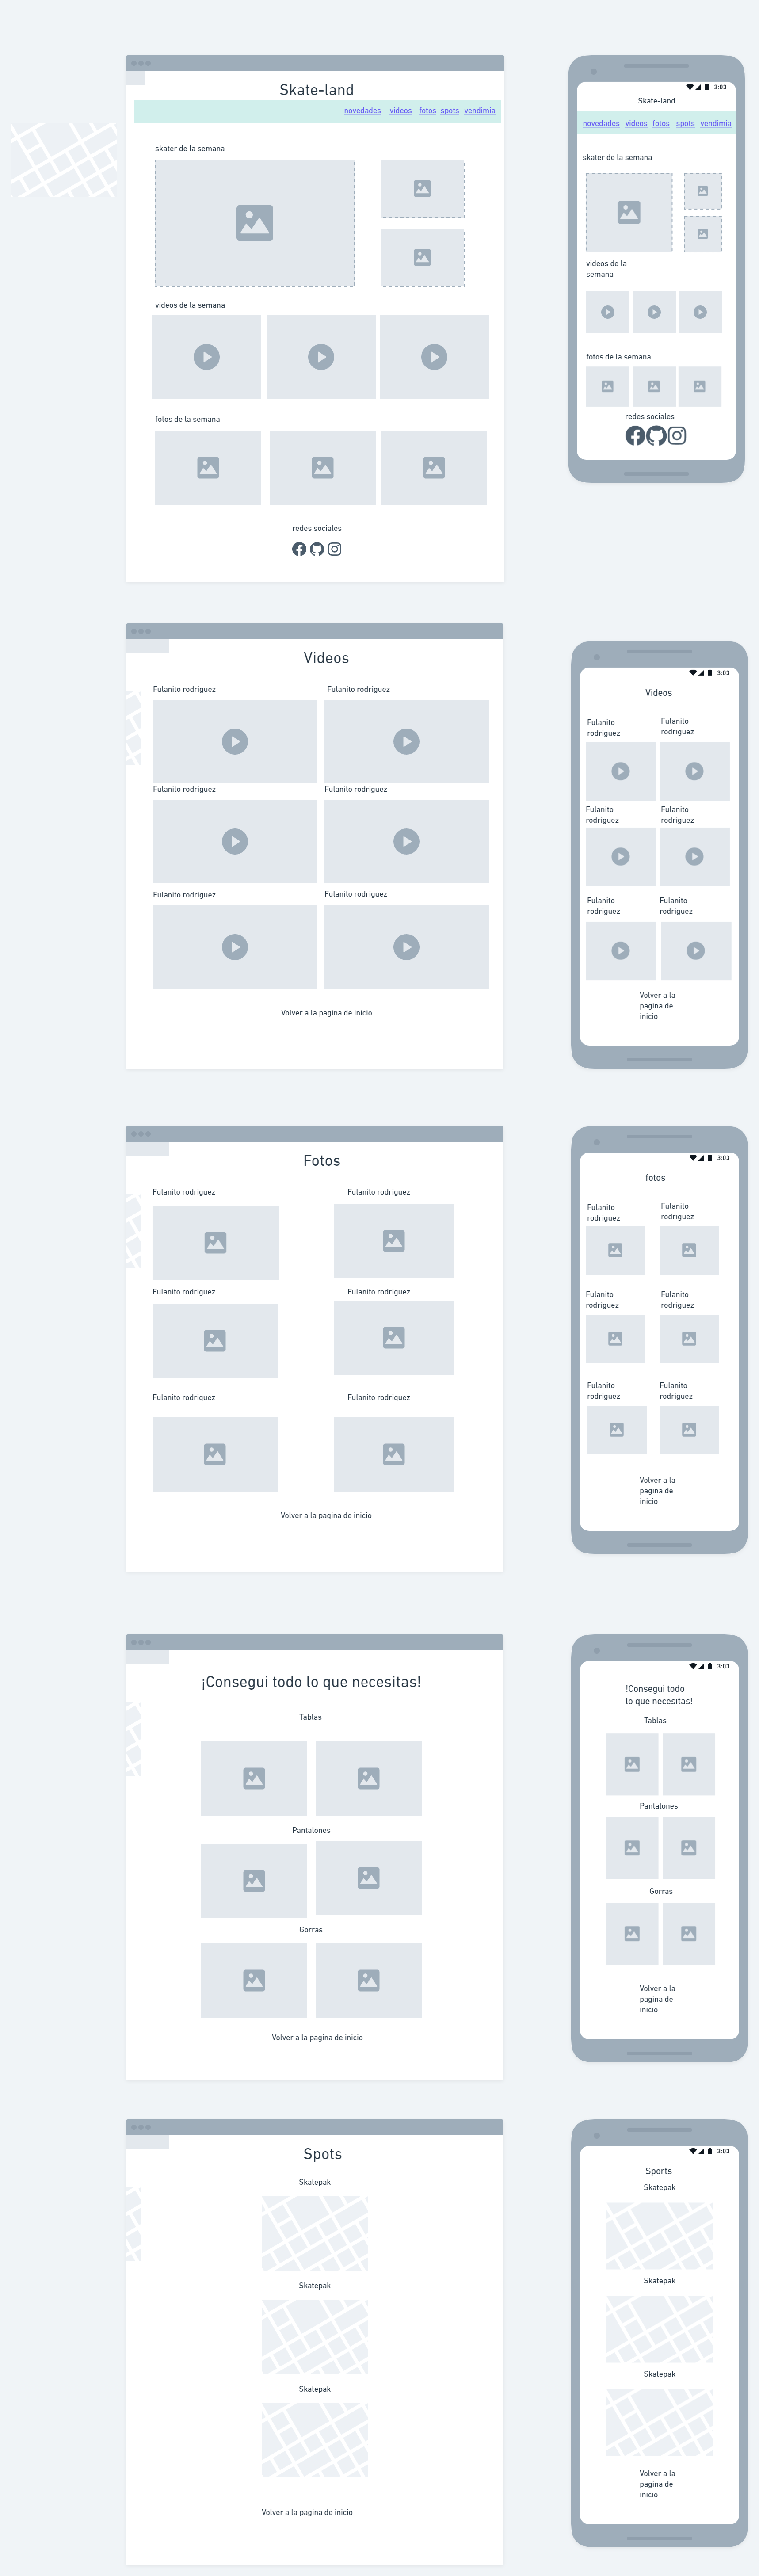 Skate-land
novedades videos fotos spots vendimia
skater de la semana
videos de la semana
fotos de la semana
redes sociales
3:03
Skate-land
novedades videos fotos spots vendimia
skater de la semana
videos de la
semana
fotos de la semana
redes sociales
Videos
Fulanito rodriguez Fulanito rodriguez
Fulanito rodriguez Fulanito rodriguez
Fulanito rodriguez Fulanito rodriguez
Volver a la pagina de inicio
3:03
Videos
Fulanito
rodriguez
Fulanito
rodriguez
Fulanito
rodriguez
Fulanito
rodriguez
Fulanito
rodriguez
Fulanito
rodriguez
Volver a la
pagina de
inicio
Fotos
Fulanito rodriguez Fulanito rodriguez
Fulanito rodriguez Fulanito rodriguez
Fulanito rodriguez Fulanito rodriguez
Volver a la pagina de inicio
3:03
fotos
Fulanito
rodriguez
Fulanito
rodriguez
Fulanito
rodriguez
Fulanito
rodriguez
Fulanito
rodriguez
Fulanito
rodriguez
Volver a la
pagina de
inicio
¡Consegui todo lo que necesitas!
Tablas
Pantalones
Gorras
Volver a la pagina de inicio
3:03
!Consegui todo
lo que necesitas!
Tablas
Pantalones
Gorras
Volver a la
pagina de
inicio
Spots
Skatepak
Skatepak
Skatepak
Volver a la pagina de inicio
3:03
Sports
Skatepak
Skatepak
Skatepak
Volver a la
pagina de
inicio